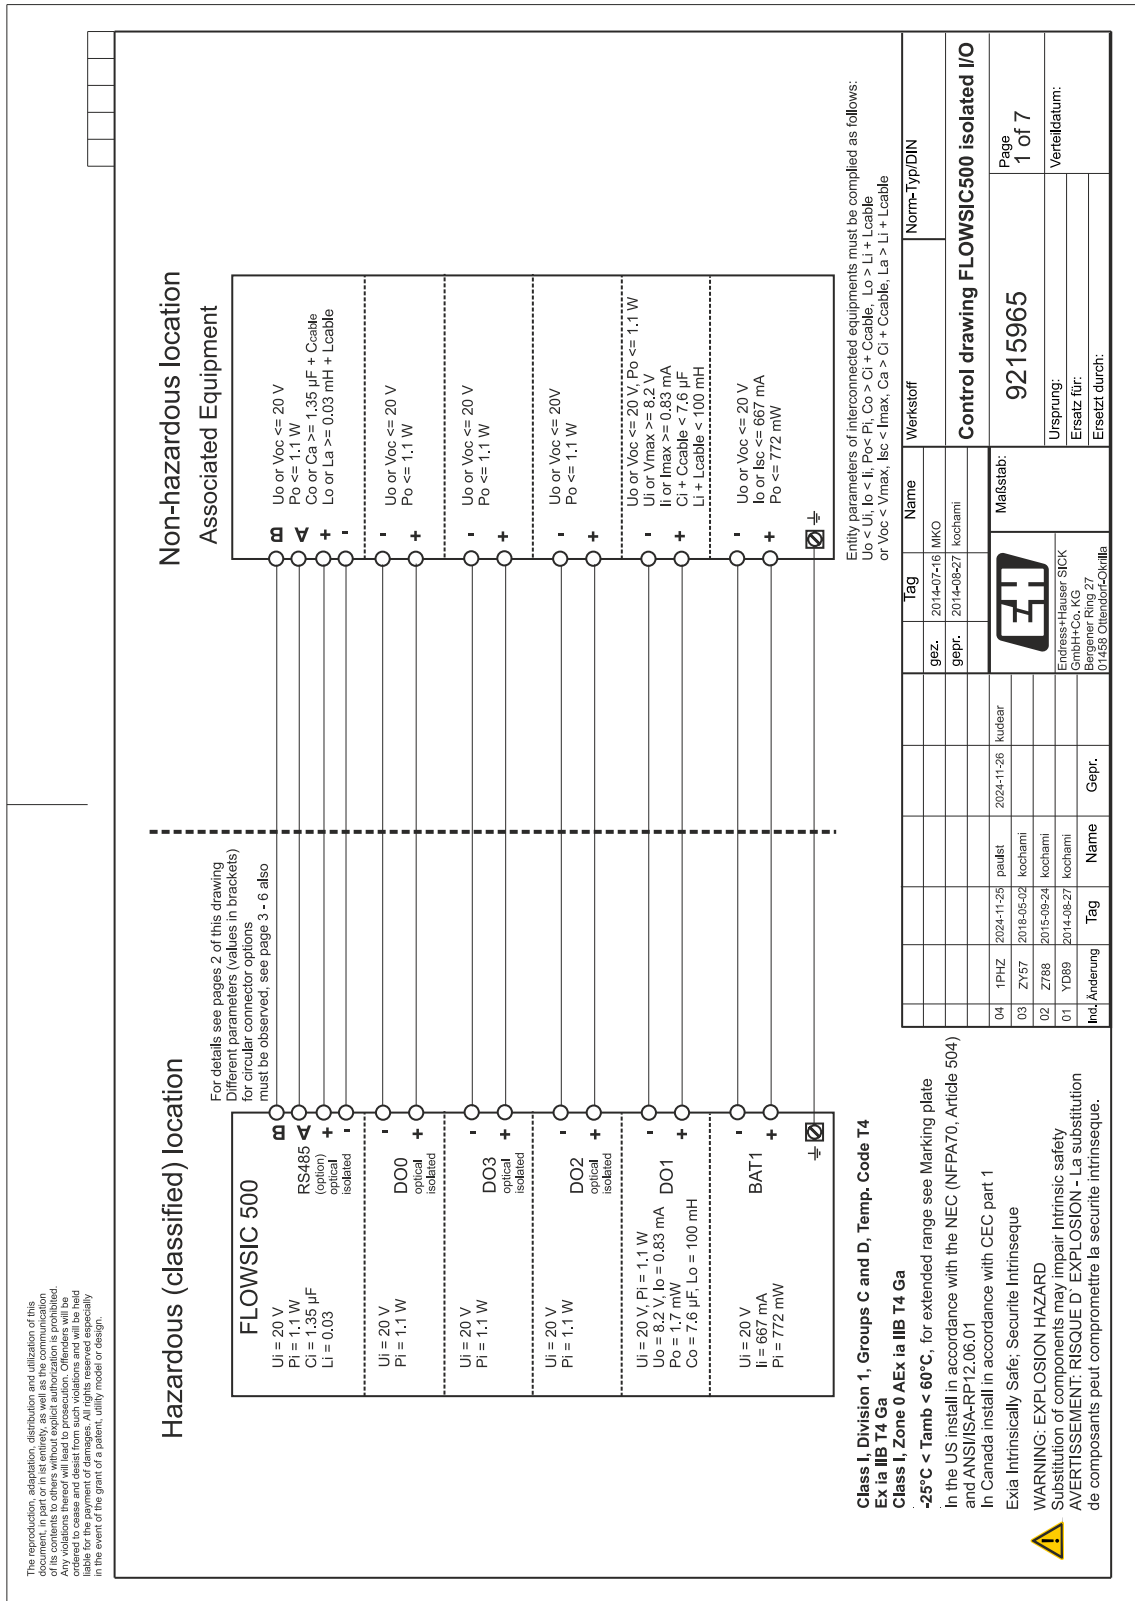 The reproduction, adaptation, distribution and utilization of this
document, in part or in ist entirety, as well as the communication
of its contents to others without explicit authorization is prohibited.
Any violations thereof will lead to prosecution. Offenders will be
ordered to cease and desist from such violations and will be held
liable for the payment of damages. All rights reserved especially
in the event of the grant of a patent, utility model or design.
Hazardous (classified) location
Non-hazardous location
For details see pages 2 of this drawing
Different parameters (values in brackets)
for circular connector options
must be observed, see page 3 - 6 also
FLOWSIC 500
Associated Equipment
Ui = 20 V
Pi = 1.1 W
Ci = 1.35 µF
Li = 0.03
RS485
(option)
optical
isolated
B
A
+
-
B
A
+
-
Uo or Voc <= 20 V
Po <= 1.1 W
Co or Ca >= 1.35 µF + Ccable
Lo or La >= 0.03 mH + Lcable
Ui = 20 V
Pi = 1.1 W
DO0
optical
isolated
-
+
-
+
Uo or Voc <= 20 V
Po <= 1.1 W
Ui = 20 V
Pi = 1.1 W
DO3
optical
isolated
-
+
-
+
Uo or Voc <= 20 V
Po <= 1.1 W
Ui = 20 V
Pi = 1.1 W
DO2
optical
isolated
-
+
-
+
Uo or Voc <= 20V
Po <= 1.1 W
Ui = 20 V, Pi = 1.1 W
Uo = 8.2 V, Io = 0.83 mA
Po = 1.7 mW
Co = 7.6 µF, Lo = 100 mH
DO1
-
+
-
+
Uo or Voc <= 20 V, Po <= 1.1 W
Ui or Vmax >= 8.2 V
Ii or Imax >= 0.83 mA
Ci + Ccable < 7.6 µF
Li + Lcable < 100 mH
Ui = 20 V
Ii = 667 mA
Pi = 772 mW
BAT1
-
+
-
+
Uo or Voc <= 20 V
Io or Isc <= 667 mA
Po <= 772 mW
Class I, Division 1, Groups C and D, Temp. Code T4
Ex ia IIB T4 Ga
Class I, Zone 0 AEx ia IIB T4 Ga
-25°C < Tamb < 60°C, for extended range see Marking plate
In the US install in accordance with the NEC (NFPA70, Article 504)
and ANSI/ISA-RP12.06.01
In Canada install in accordance with CEC part 1
Exia Intrinsically Safe; Securite Intrinseque
WARNING: EXPLOSION HAZARD
Substitution of components may impair Intrinsic safety
AVERTISSEMENT: RISQUE D` EXPLOSION - La substitution
de composants peut compromettre la securite intrinseque.
Entity parameters of interconnected equipments must be complied as follows:
Uo < Ui, Io < Ii, Po< Pi, Co > Ci + Ccable, Lo > Li + Lcable
or Voc < Vmax, Isc < Imax, Ca > Ci + Ccable, La > Li + Lcable
Tag Name Werkstoff Norm-Typ/DIN
gez. 2014-07-16 MKO
gepr. 2014-08-27 kochami
Control drawing FLOWSIC500 isolated I/O
04 1PHZ 2024-11-25 paulst 2024-11-26 kudear
03 ZY57 2018-05-02 kochami
02 Z788 2015-09-24 kochami
01 YD89 2014-08-27 kochami
Ind. Änderung Tag Name Gepr.
EH
Endress+Hauser SICK
GmbH+Co. KG
Bergener Ring 27
01458 Ottendorf-Okrilla
Maßstab:
9215965
Page
1 of 7
Ursprung:
Ersatz für:
Ersetzt durch:
Verteildatum: